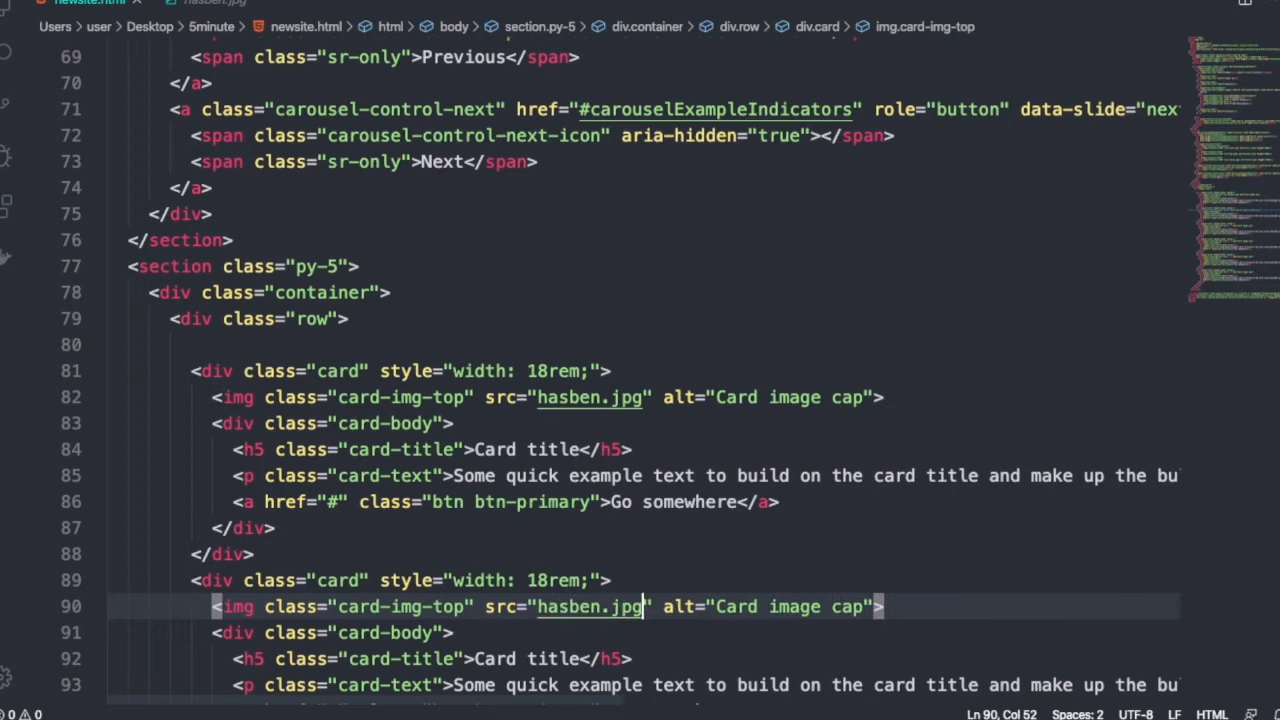 newsite.html hasben.jpg
Users > user > Desktop > 5minute > newsite.html > html > body > section.py-5 > div.container > div.row > div.card > img.card-img-top
69 <span class="sr-only">Previous</span>
70 </a>
71 <a class="carousel-control-next" href="#carouselExampleIndicators" role="button" data-slide="nex
72 <span class="carousel-control-next-icon" aria-hidden="true"></span>
73 <span class="sr-only">Next</span>
74 </a>
75 </div>
76 </section>
77 <section class="py-5">
78 <div class="container">
79 <div class="row">
80
81 <div class="card" style="width: 18rem;">
82 <img class="card-img-top" src="hasben.jpg" alt="Card image cap">
83 <div class="card-body">
84 <h5 class="card-title">Card title</h5>
85 <p class="card-text">Some quick example text to build on the card title and make up the bu
86 <a href="#" class="btn btn-primary">Go somewhere</a>
87 </div>
88 </div>
89 <div class="card" style="width: 18rem;">
90 <img class="card-img-top" src="hasben.jpg" alt="Card image cap">
91 <div class="card-body">
92 <h5 class="card-title">Card title</h5>
93 <p class="card-text">Some quick example text to build on the card title and make up the bu
0 0 Ln 90, Col 52 Spaces: 2 UTF-8 LF HTML